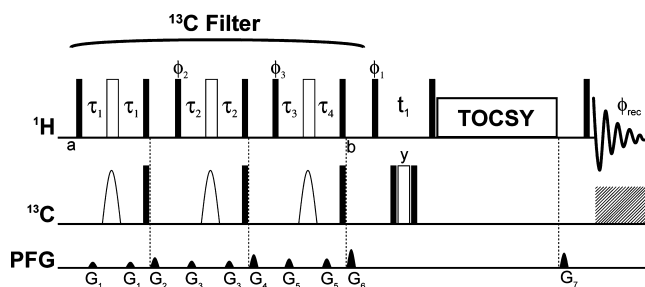 ¹³C Filter
ϕ₂ ϕ₃ ϕ₁
¹H τ₁ τ₁ τ₂ τ₂ τ₃ τ₄ t₁ TOCSY ϕrec
a b
y
¹³C
PFG
G₁ G₁ G₂ G₃ G₃ G₄ G₅ G₅ G₆ G₇